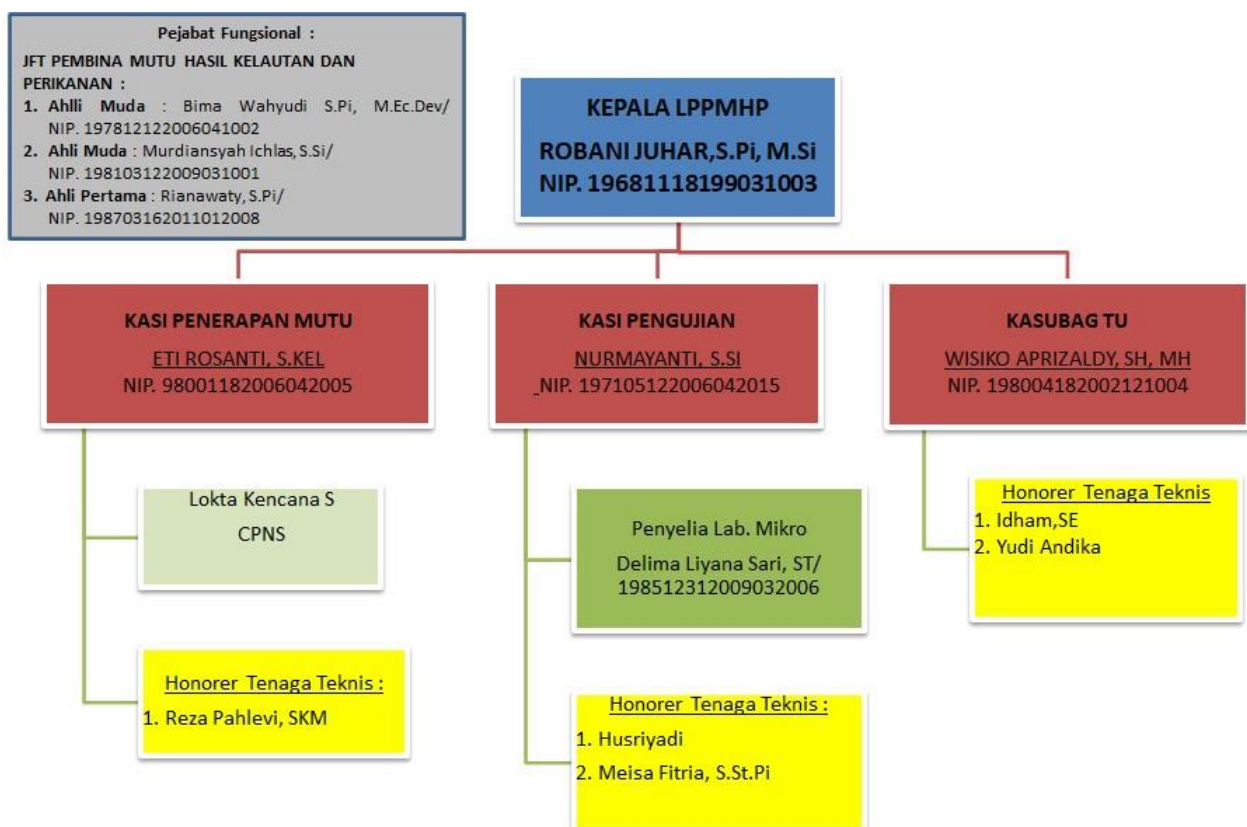 Pejabat Fungsional :
JFT PEMBINA MUTU HASIL KELAUTAN DAN
PERIKANAN :
1. Ahlli Muda : Bima Wahyudi S.Pi, M.Ec.Dev/
NIP. 197812122006041002
2. Ahli Muda : Murdiansyah Ichlas, S.Si/
NIP. 198103122009031001
3. Ahli Pertama : Rianawaty, S.Pi/
NIP. 198703162011012008
KEPALA LPPMHP
ROBANI JUHAR,S.Pi, M.Si
NIP. 19681118199031003
KASI PENERAPAN MUTU
ETI ROSANTI, S.KEL
NIP. 98001182006042005
KASI PENGUJIAN
NURMAYANTI, S.SI
NIP. 197105122006042015
KASUBAG TU
WISIKO APRIZALDY, SH, MH
NIP. 198004182002121004
Lokta Kencana S
CPNS
Honorer Tenaga Teknis :
1. Reza Pahlevi, SKM
Penyelia Lab. Mikro
Delima Liyana Sari, ST/
198512312009032006
Honorer Tenaga Teknis :
1. Husriyadi
2. Meisa Fitria, S.St.Pi
Honorer Tenaga Teknis
1. Idham,SE
2. Yudi Andika